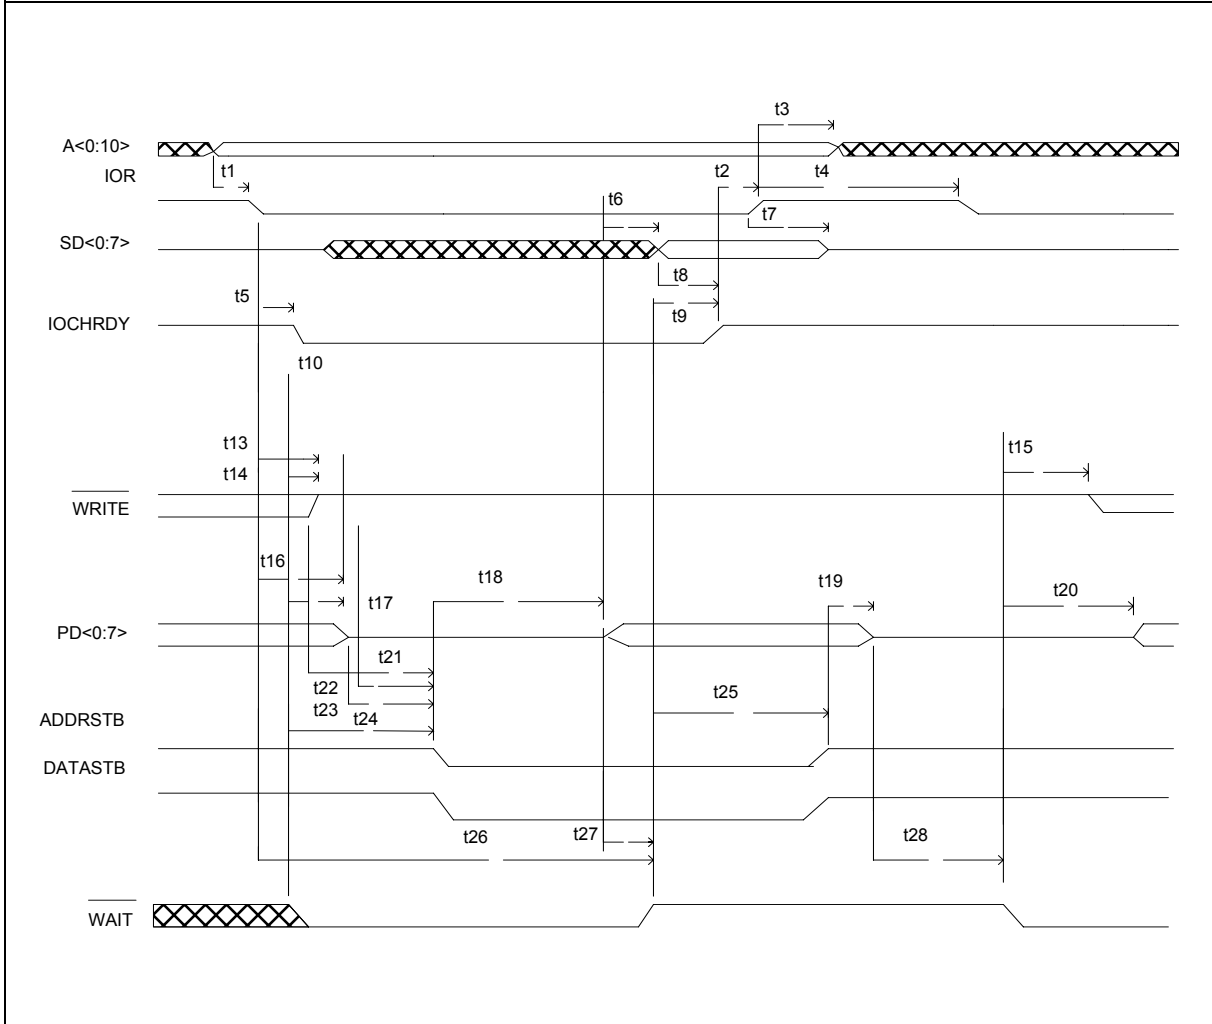 t3
A<0:10>
IOR
t1
t2
t4
t6
t7
SD<0:7>
t8
t5
t9
IOCHRDY
t10
t13
t14
t15
WRITE
t16
t17
t18
t19
t20
PD<0:7>
t21
t22
t23
t24
t25
ADDRSTB
DATASTB
t26
t27
t28
WAIT